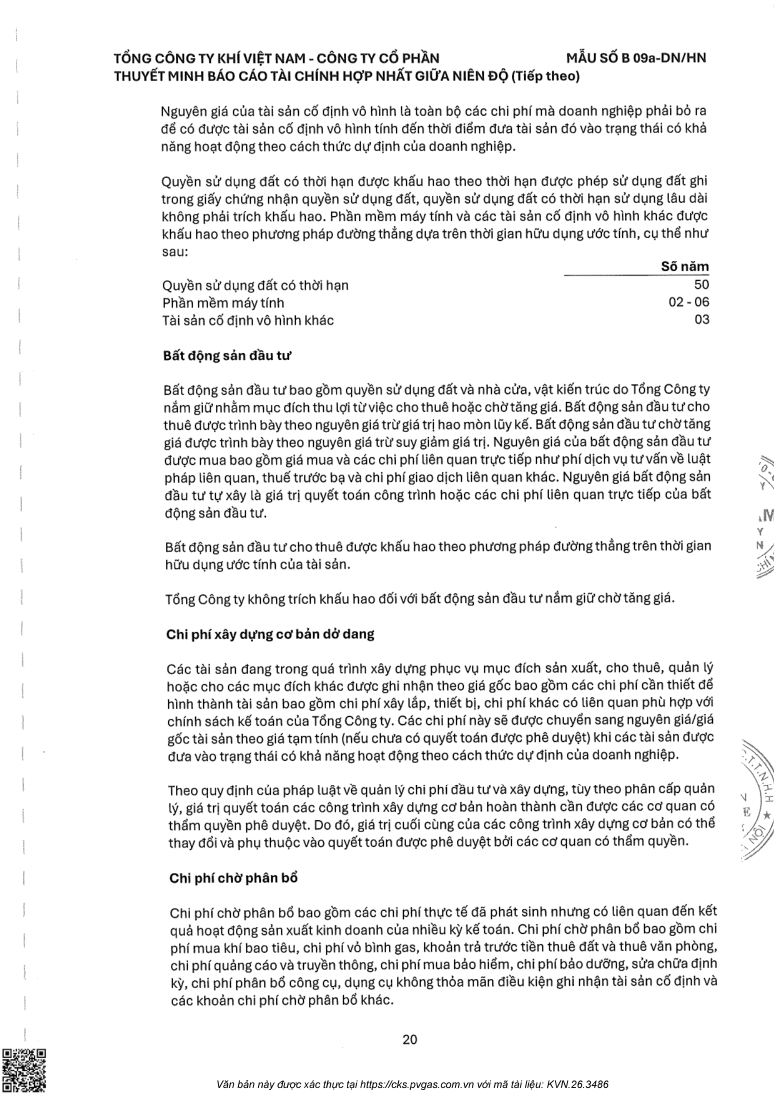 TỔNG CÔNG TY KHÍ VIỆT NAM - CÔNG TY CỔ PHẦN MẪU SỐ B 09a-DN/HN
THUYẾT MINH BÁO CÁO TÀI CHÍNH HỢP NHẤT GIỮA NIÊN ĐỘ (Tiếp theo)
Nguyên giá của tài sản cố định vô hình là toàn bộ các chi phí mà doanh nghiệp phải bỏ ra
để có được tài sản cố định vô hình tính đến thời điểm đưa tài sản đó vào trạng thái có khả
năng hoạt động theo cách thức dự định của doanh nghiệp.
Quyền sử dụng đất có thời hạn được khấu hao theo thời hạn được phép sử dụng đất ghi
trong giấy chứng nhận quyền sử dụng đất, quyền sử dụng đất có thời hạn sử dụng lâu dài
không phải trích khấu hao. Phần mềm máy tính và các tài sản cố định vô hình khác được
khấu hao theo phương pháp đường thẳng dựa trên thời gian hữu dụng ước tính, cụ thể như
sau:
Số năm
Quyền sử dụng đất có thời hạn 50
Phần mềm máy tính 02 - 06
Tài sản cố định vô hình khác 03
Bất động sản đầu tư
Bất động sản đầu tư bao gồm quyền sử dụng đất và nhà cửa, vật kiến trúc do Tổng Công ty
nắm giữ nhằm mục đích thu lợi từ việc cho thuê hoặc chờ tăng giá. Bất động sản đầu tư cho
thuê được trình bày theo nguyên giá trừ giá trị hao mòn lũy kế. Bất động sản đầu tư chờ tăng
giá được trình bày theo nguyên giá trừ suy giảm giá trị. Nguyên giá của bất động sản đầu tư
được mua bao gồm giá mua và các chi phí liên quan trực tiếp như phí dịch vụ tư vấn về luật
pháp liên quan, thuế trước bạ và chi phí giao dịch liên quan khác. Nguyên giá bất động sản
đầu tư tự xây là giá trị quyết toán công trình hoặc các chi phí liên quan trực tiếp của bất
động sản đầu tư.
Bất động sản đầu tư cho thuê được khấu hao theo phương pháp đường thẳng trên thời gian
hữu dụng ước tính của tài sản.
Tổng Công ty không trích khấu hao đối với bất động sản đầu tư nắm giữ chờ tăng giá.
Chi phí xây dựng cơ bản dở dang
Các tài sản đang trong quá trình xây dựng phục vụ mục đích sản xuất, cho thuê, quản lý
hoặc cho các mục đích khác được ghi nhận theo giá gốc bao gồm các chi phí cần thiết để
hình thành tài sản bao gồm chi phí xây lắp, thiết bị, chi phí khác có liên quan phù hợp với
chính sách kế toán của Tổng Công ty. Các chi phí này sẽ được chuyển sang nguyên giá/giá
gốc tài sản theo giá tạm tính (nếu chưa có quyết toán được phê duyệt) khi các tài sản được
đưa vào trạng thái có khả năng hoạt động theo cách thức dự định của doanh nghiệp.
Theo quy định của pháp luật về quản lý chi phí đầu tư và xây dựng, tùy theo phân cấp quản
lý, giá trị quyết toán các công trình xây dựng cơ bản hoàn thành cần được các cơ quan có
thẩm quyền phê duyệt. Do đó, giá trị cuối cùng của các công trình xây dựng cơ bản có thể
thay đổi và phụ thuộc vào quyết toán được phê duyệt bởi các cơ quan có thẩm quyền.
Chi phí chờ phân bổ
Chi phí chờ phân bổ bao gồm các chi phí thực tế đã phát sinh nhưng có liên quan đến kết
quả hoạt động sản xuất kinh doanh của nhiều kỳ kế toán. Chi phí chờ phân bổ bao gồm chi
phí mua khí bao tiêu, chi phí vỏ bình gas, khoản trả trước tiền thuê đất và thuê văn phòng,
chi phí quảng cáo và truyền thông, chi phí mua bảo hiểm, chi phí bảo dưỡng, sửa chữa định
kỳ, chi phí phân bổ công cụ, dụng cụ không thỏa mãn điều kiện ghi nhận tài sản cố định và
các khoản chi phí chờ phân bổ khác.
20
Văn bản này được xác thực tại https://cks.pvgas.com.vn với mã tài liệu: KVN.26.3486